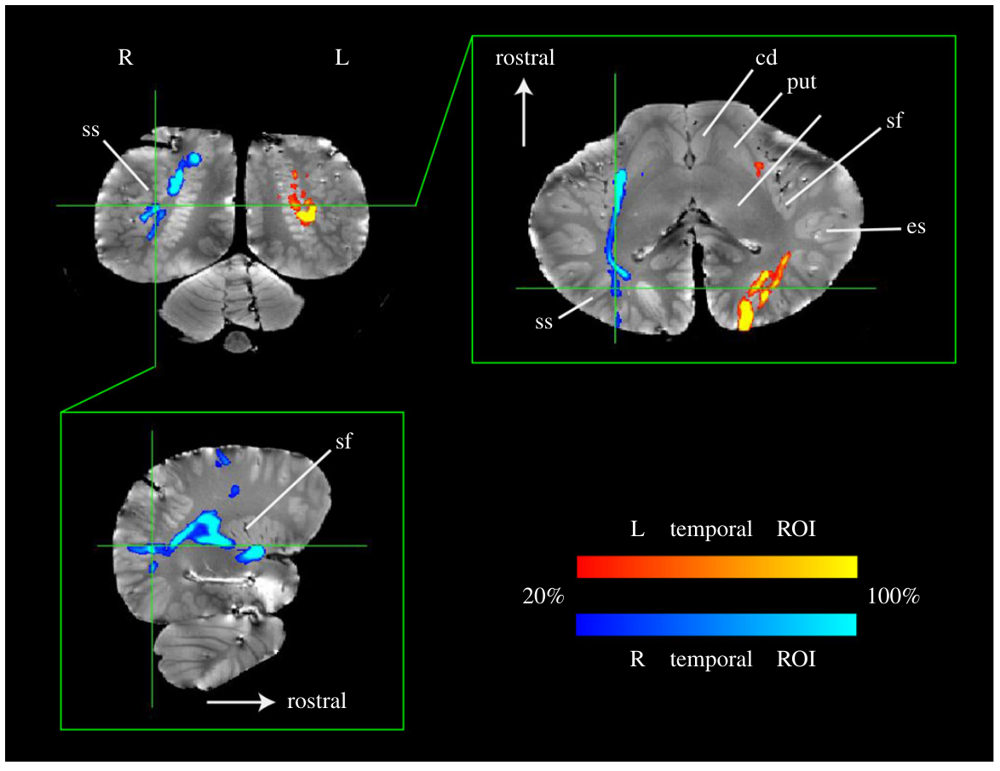 R L
ss
rostral
cd
put
sf
es
ss
sf
rostral
L temporal ROI
20% 100%
R temporal ROI